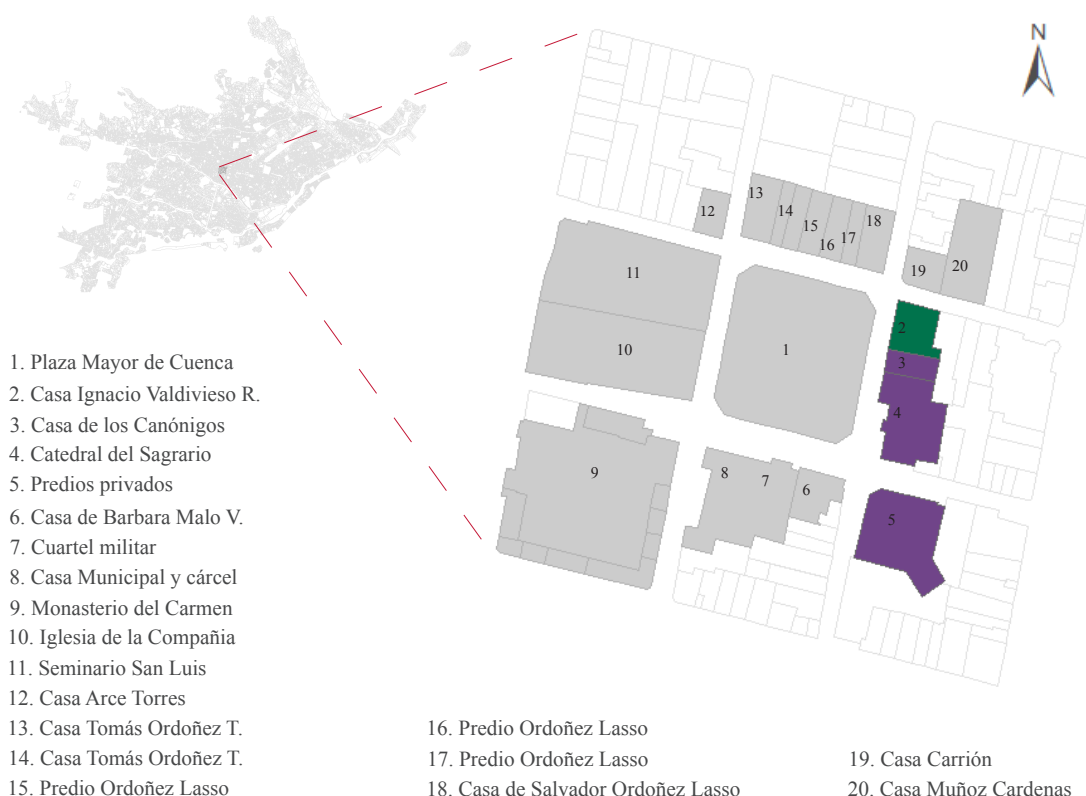 N
12
13
14
15
16
17
18
19
20
11
10
1
2
3
4
9
8
7
6
5
1. Plaza Mayor de Cuenca
2. Casa Ignacio Valdivieso R.
3. Casa de los Canónigos
4. Catedral del Sagrario
5. Predios privados
6. Casa de Barbara Malo V.
7. Cuartel militar
8. Casa Municipal y cárcel
9. Monasterio del Carmen
10. Iglesia de la Compañia
11. Seminario San Luis
12. Casa Arce Torres
13. Casa Tomás Ordoñez T.
14. Casa Tomás Ordoñez T.
15. Predio Ordoñez Lasso
16. Predio Ordoñez Lasso
17. Predio Ordoñez Lasso
18. Casa de Salvador Ordoñez Lasso
19. Casa Carrión
20. Casa Muñoz Cardenas